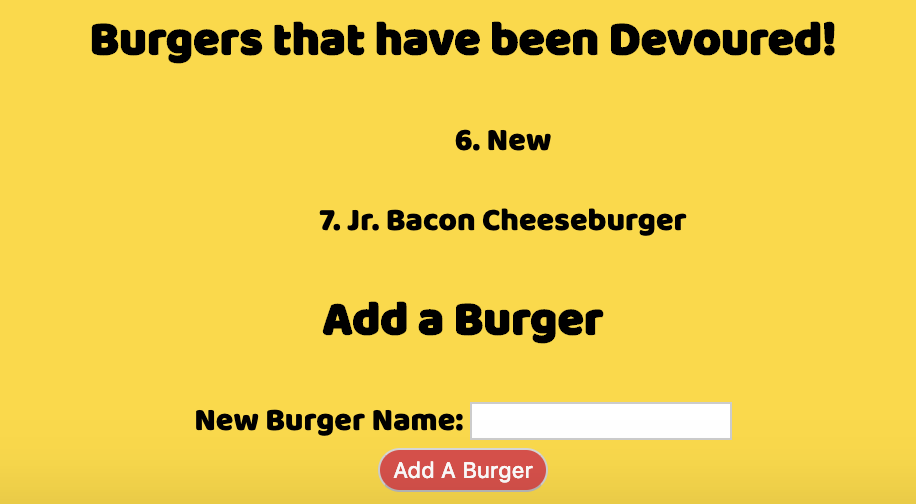 Burgers that have been Devoured!
6. New
7. Jr. Bacon Cheeseburger
Add a Burger
New Burger Name:
Add A Burger